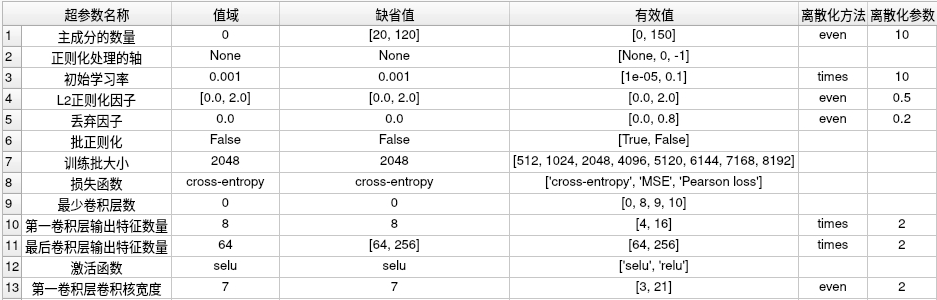 超参数名称 值域 缺省值 有效值 离散化方法 离散化参数
1 主成分的数量 0 [20, 120] [0, 150] even 10
2 正则化处理的轴 None None [None, 0, -1]
3 初始学习率 0.001 0.001 [1e-05, 0.1] times 10
4 L2正则化因子 [0.0, 2.0] [0.0, 2.0] [0.0, 2.0] even 0.5
5 丢弃因子 0.0 0.0 [0.0, 0.8] even 0.2
6 批正则化 False False [True, False]
7 训练批大小 2048 2048 [512, 1024, 2048, 4096, 5120, 6144, 7168, 8192]
8 损失函数 cross-entropy cross-entropy ['cross-entropy', 'MSE', 'Pearson loss']
9 最少卷积层数 0 0 [0, 8, 9, 10]
10 第一卷积层输出特征数量 8 8 [4, 16] times 2
11 最后卷积层输出特征数量 64 [64, 256] [64, 256] times 2
12 激活函数 selu selu ['selu', 'relu']
13 第一卷积层卷积核宽度 7 7 [3, 21] even 2